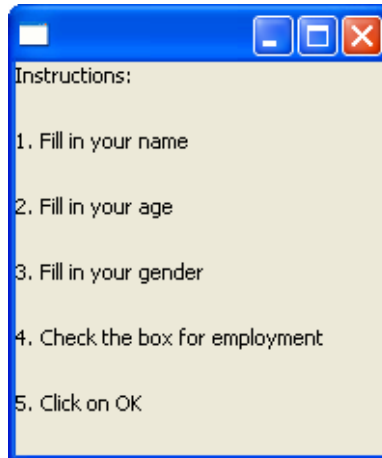 Instructions:
1. Fill in your name
2. Fill in your age
3. Fill in your gender
4. Check the box for employment
5. Click on OK